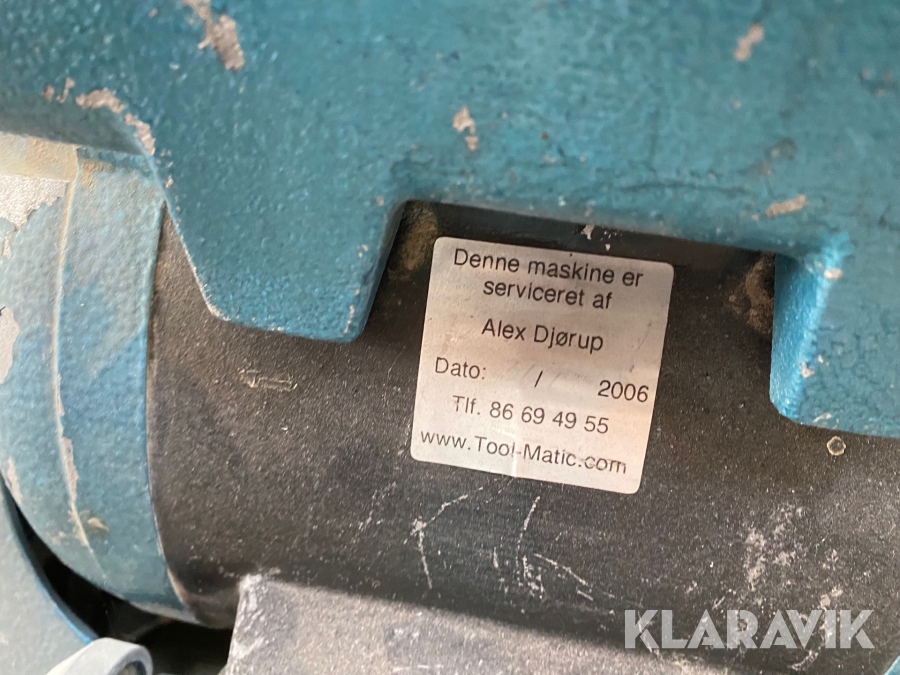 Denne maskine er
serviceret af
Alex Djørup
Dato: / 2006
Tlf. 86 69 49 55
www.Tool-Matic.com
KLARAVIK